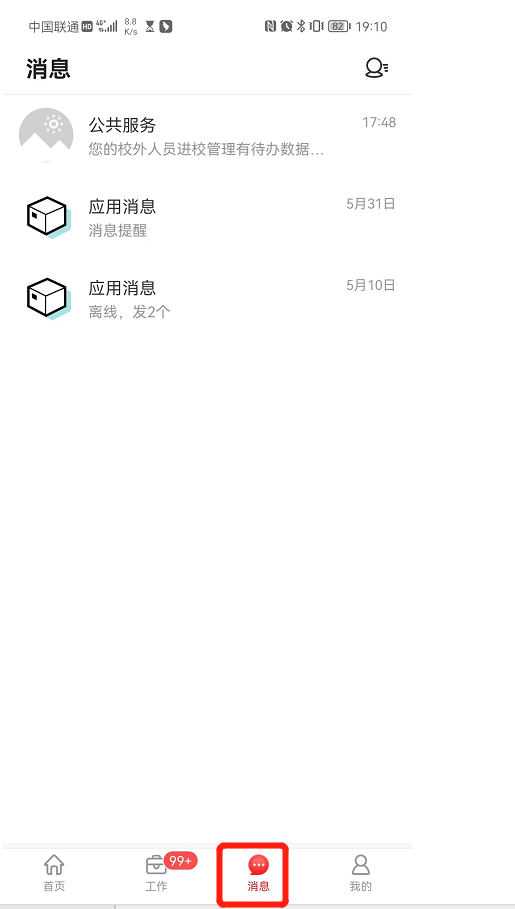 中国联通 HD 4G+ 8.8 K/s 82 19:10
消息
公共服务 17:48
您的校外人员进校管理有待办数据...
应用消息 5月31日
消息提醒
应用消息 5月10日
离线，发2个
99+
首页 工作 消息 我的